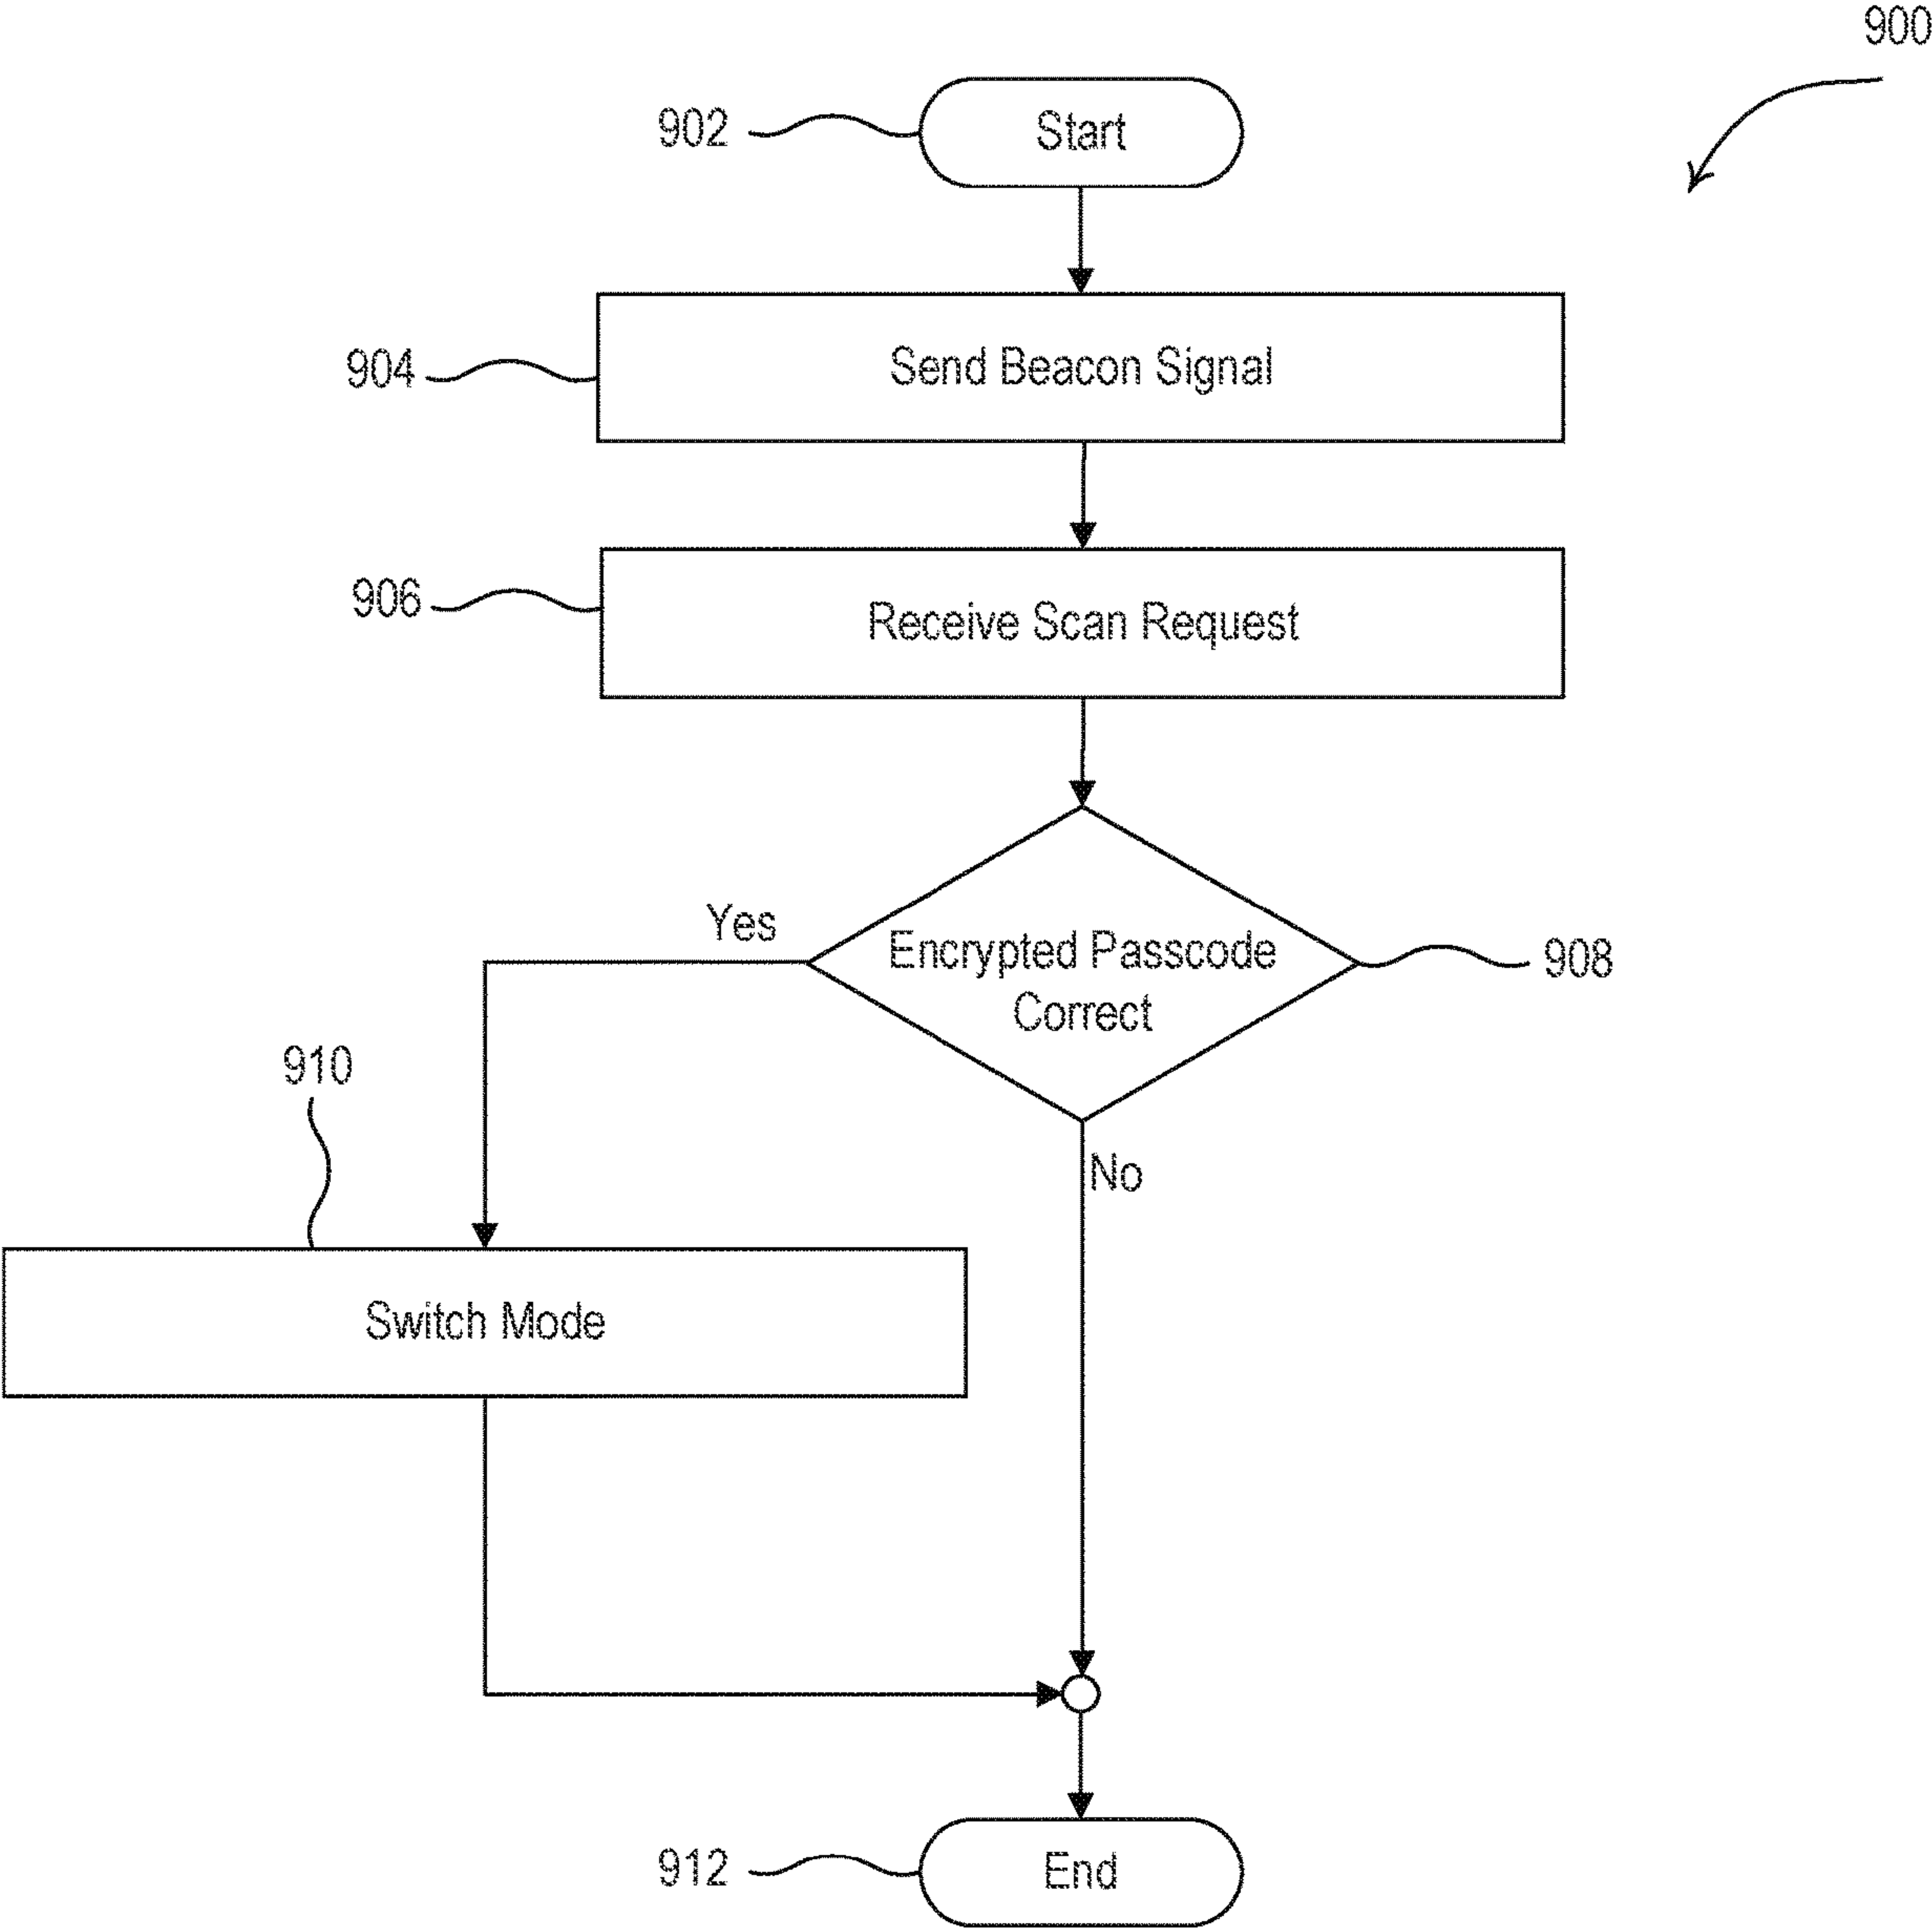 900
902
Start
904
Send Beacon Signal
906
Receive Scan Request
Yes
Encrypted Passcode
Correct
908
910
No
Switch Mode
912
End